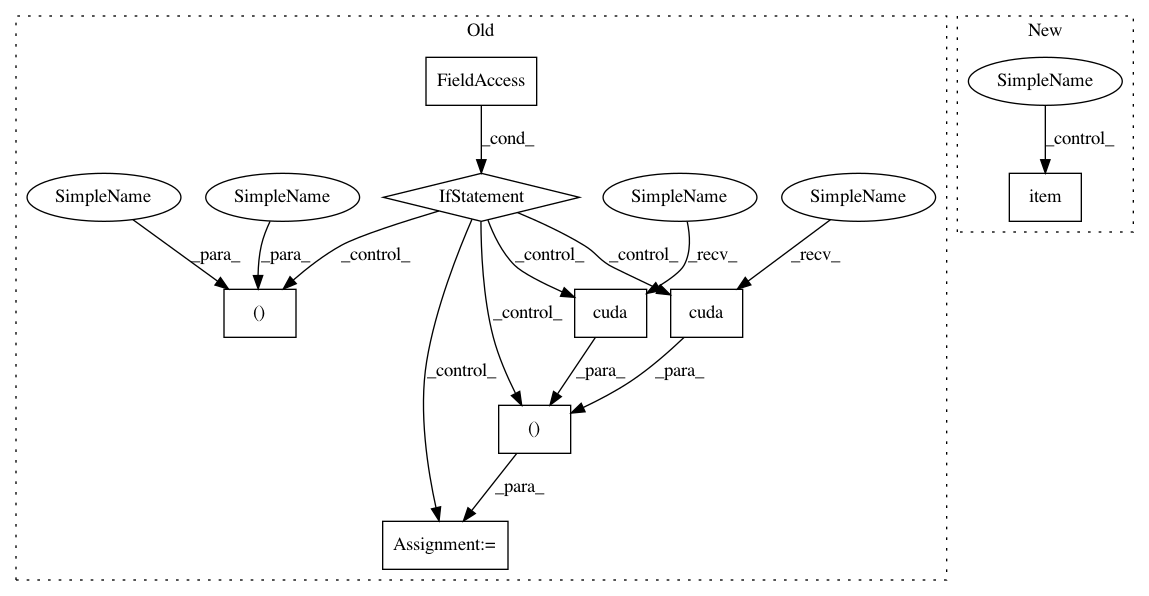 Old
New
FieldAccess
SimpleName
_cond_
_control_
SimpleName
SimpleName
IfStatement
SimpleName
SimpleName
item
_para_
_para_
_control_
_control_
_control_
_recv_
_recv_
()
_control_
cuda
cuda
_control_
_para_
_para_
()
_para_
Assignment:=